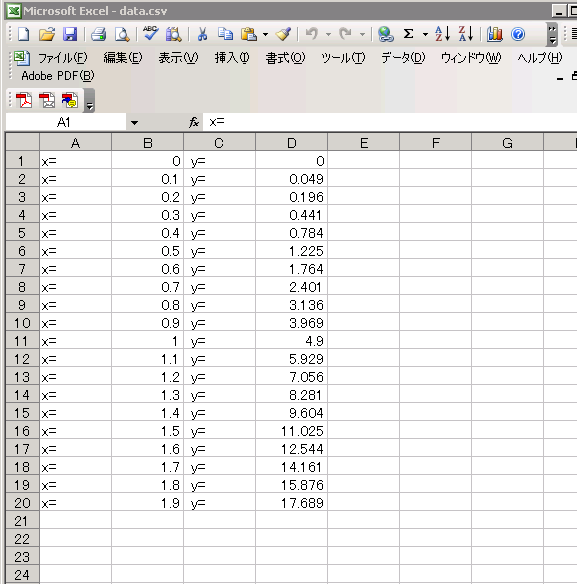 Microsoft Excel - data.csv
ファイル(F) 編集(E) 表示(V) 挿入(I) 書式(O) ツール(T) データ(D) ウィンドウ(W) ヘルプ(H)
Adobe PDF(B)
A1 fx x=
A B C D E F G
1 x= 0 y= 0
2 x= 0.1 y= 0.049
3 x= 0.2 y= 0.196
4 x= 0.3 y= 0.441
5 x= 0.4 y= 0.784
6 x= 0.5 y= 1.225
7 x= 0.6 y= 1.764
8 x= 0.7 y= 2.401
9 x= 0.8 y= 3.136
10 x= 0.9 y= 3.969
11 x= 1 y= 4.9
12 x= 1.1 y= 5.929
13 x= 1.2 y= 7.056
14 x= 1.3 y= 8.281
15 x= 1.4 y= 9.604
16 x= 1.5 y= 11.025
17 x= 1.6 y= 12.544
18 x= 1.7 y= 14.161
19 x= 1.8 y= 15.876
20 x= 1.9 y= 17.689
21
22
23
24